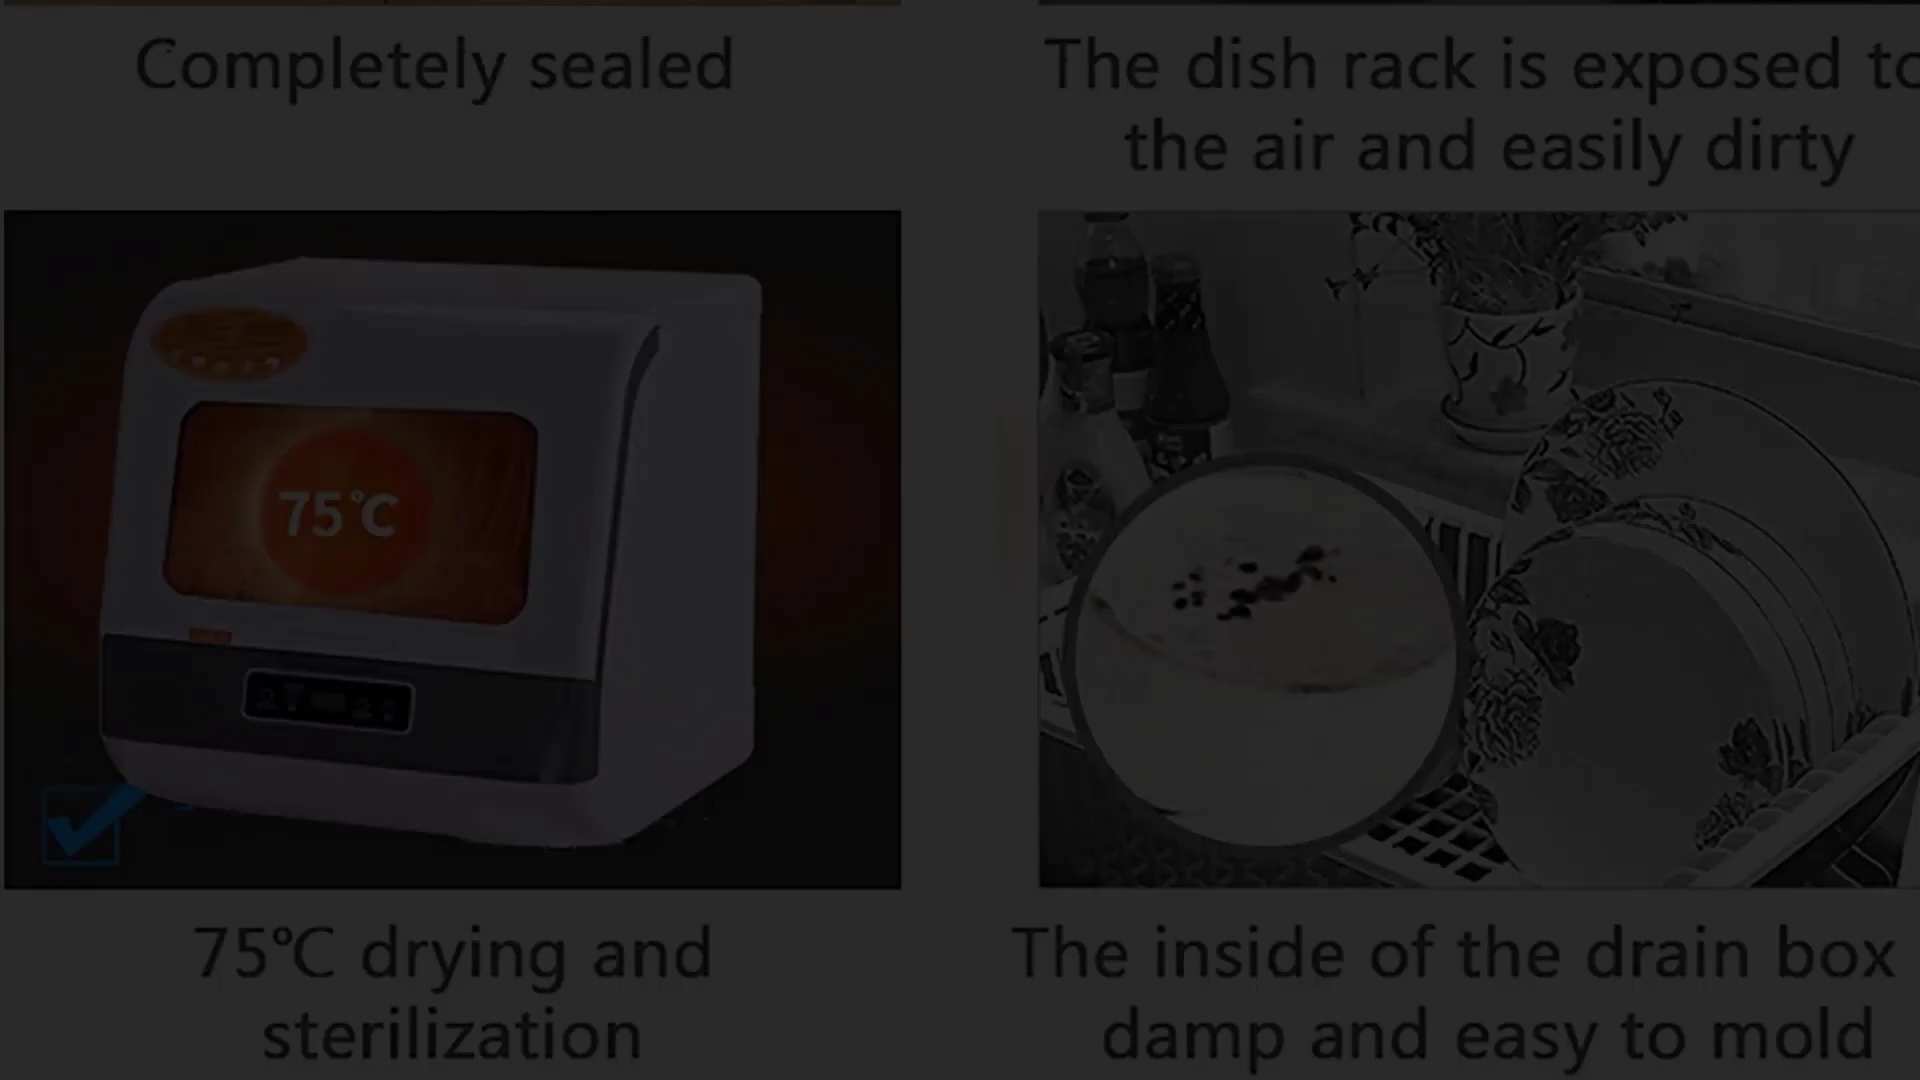 Completely sealed
The dish rack is exposed to
the air and easily dirty
75℃
75℃ drying and
sterilization
The inside of the drain box
damp and easy to mold